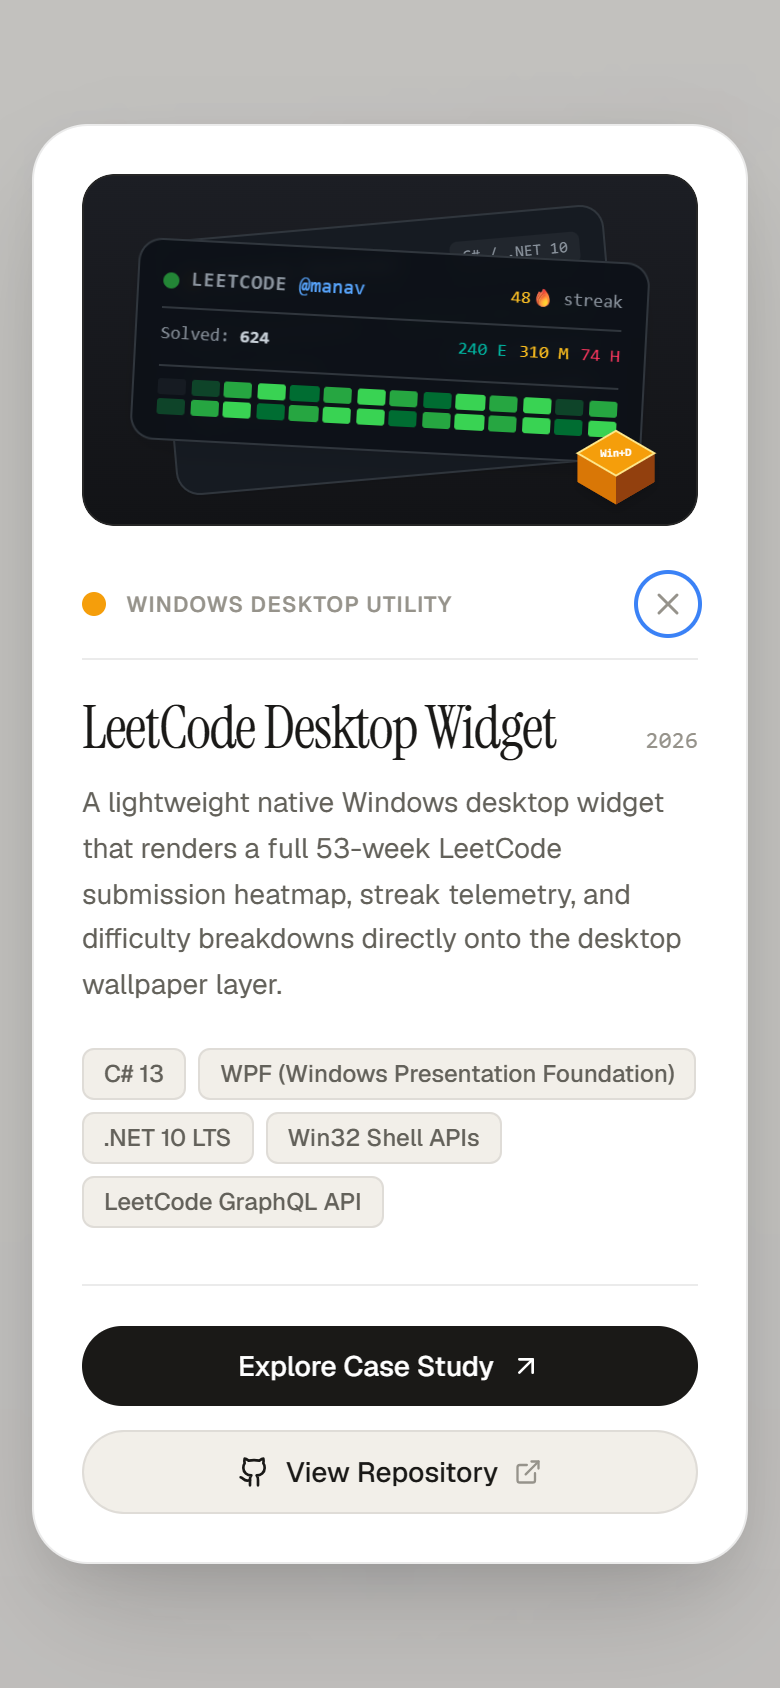 C# / .NET 10
LEETCODE @manav 48🔥 streak
Solved: 624 240 E 310 M 74 H
Win+D
WINDOWS DESKTOP UTILITY
LeetCode Desktop Widget 2026
A lightweight native Windows desktop widget
that renders a full 53-week LeetCode
submission heatmap, streak telemetry, and
difficulty breakdowns directly onto the desktop
wallpaper layer.
C# 13 WPF (Windows Presentation Foundation)
.NET 10 LTS Win32 Shell APIs
LeetCode GraphQL API
Explore Case Study
View Repository